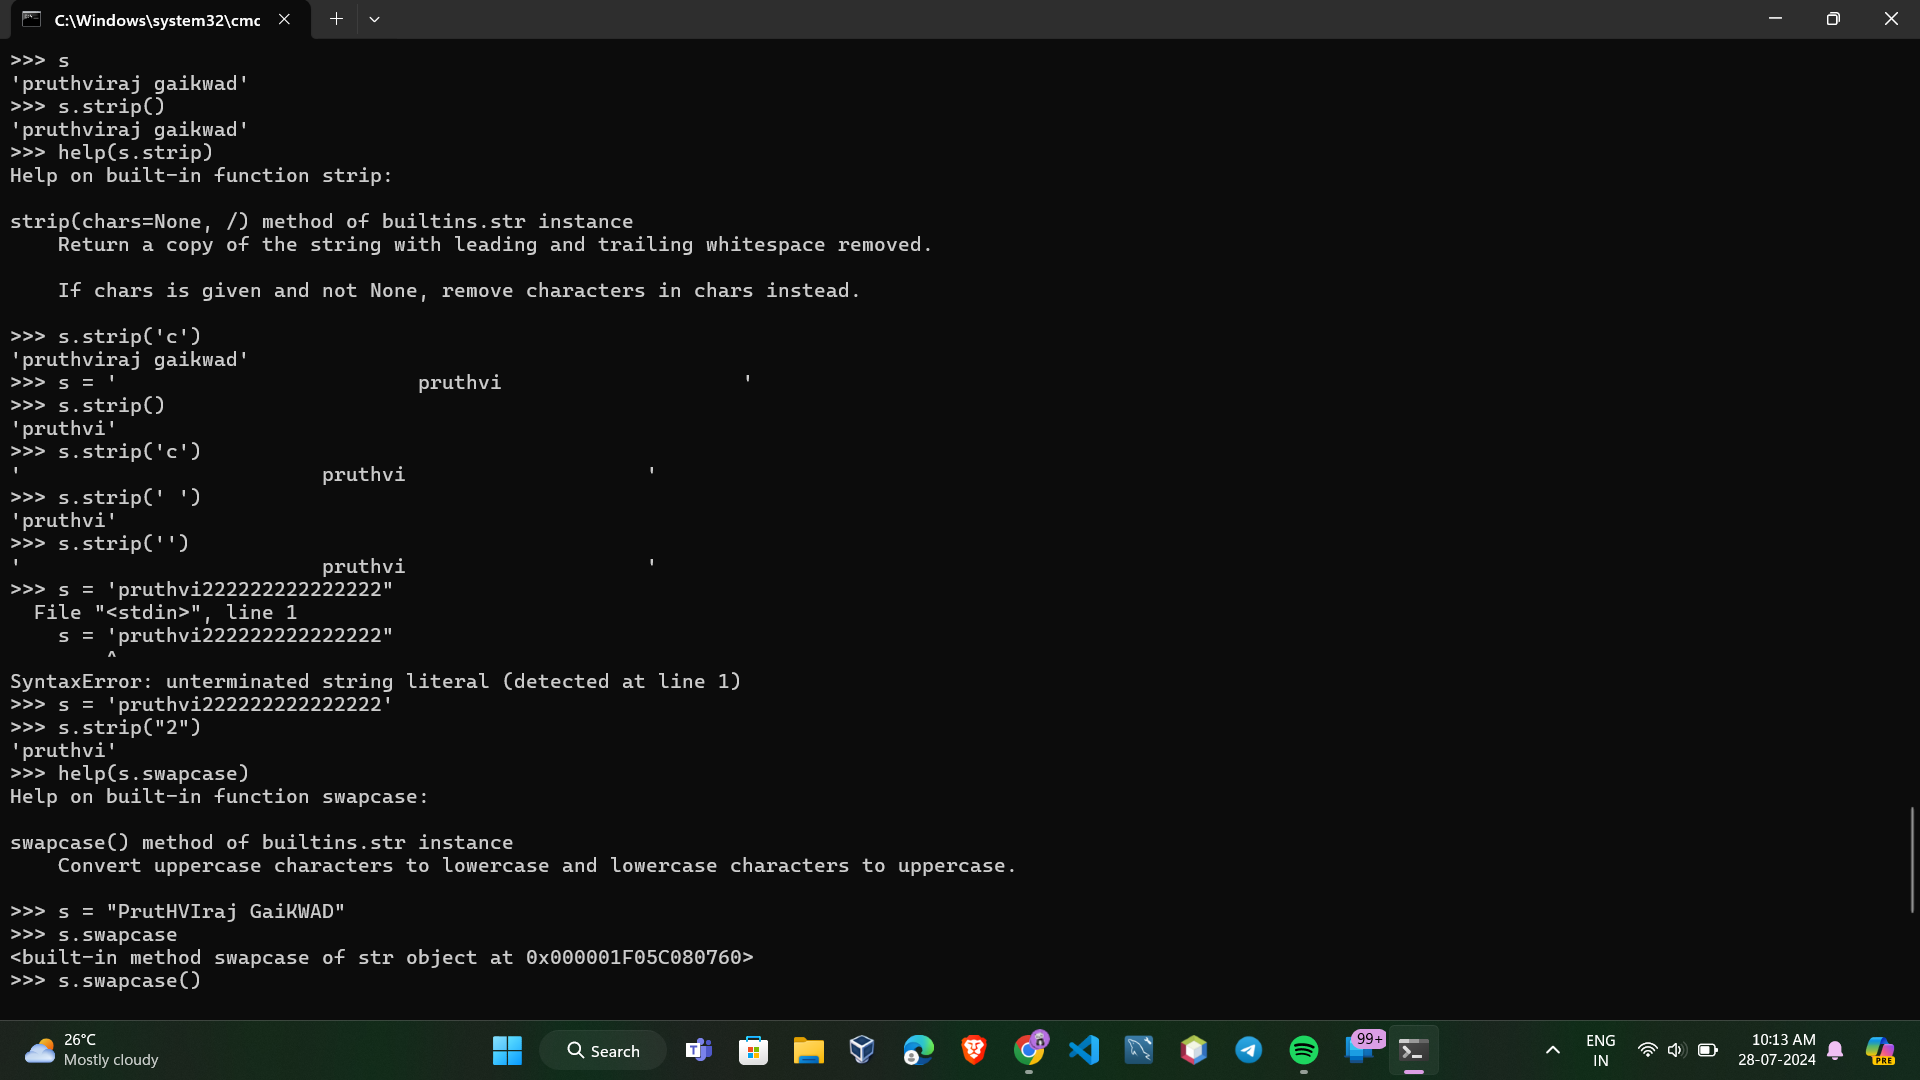 C:\Windows\system32\cmc
>>> s
'pruthviraj gaikwad'
>>> s.strip()
'pruthviraj gaikwad'
>>> help(s.strip)
Help on built-in function strip:
strip(chars=None, /) method of builtins.str instance
    Return a copy of the string with leading and trailing whitespace removed.
    If chars is given and not None, remove characters in chars instead.
>>> s.strip('c')
'pruthviraj gaikwad'
>>> s = '                         pruthvi                    '
>>> s.strip()
'pruthvi'
>>> s.strip('c')
'                         pruthvi                    '
>>> s.strip(' ')
'pruthvi'
>>> s.strip('')
'                         pruthvi                    '
>>> s = 'pruthvi222222222222222"
  File "<stdin>", line 1
    s = 'pruthvi222222222222222"
        ^
SyntaxError: unterminated string literal (detected at line 1)
>>> s = 'pruthvi222222222222222'
>>> s.strip("2")
'pruthvi'
>>> help(s.swapcase)
Help on built-in function swapcase:
swapcase() method of builtins.str instance
    Convert uppercase characters to lowercase and lowercase characters to uppercase.
>>> s = "PrutHVIraj GaiKWAD"
>>> s.swapcase
<built-in method swapcase of str object at 0x000001F05C080760>
>>> s.swapcase()
26°C
Mostly cloudy
Search
T
99+
ENG
IN
10:13 AM
28-07-2024
PRE